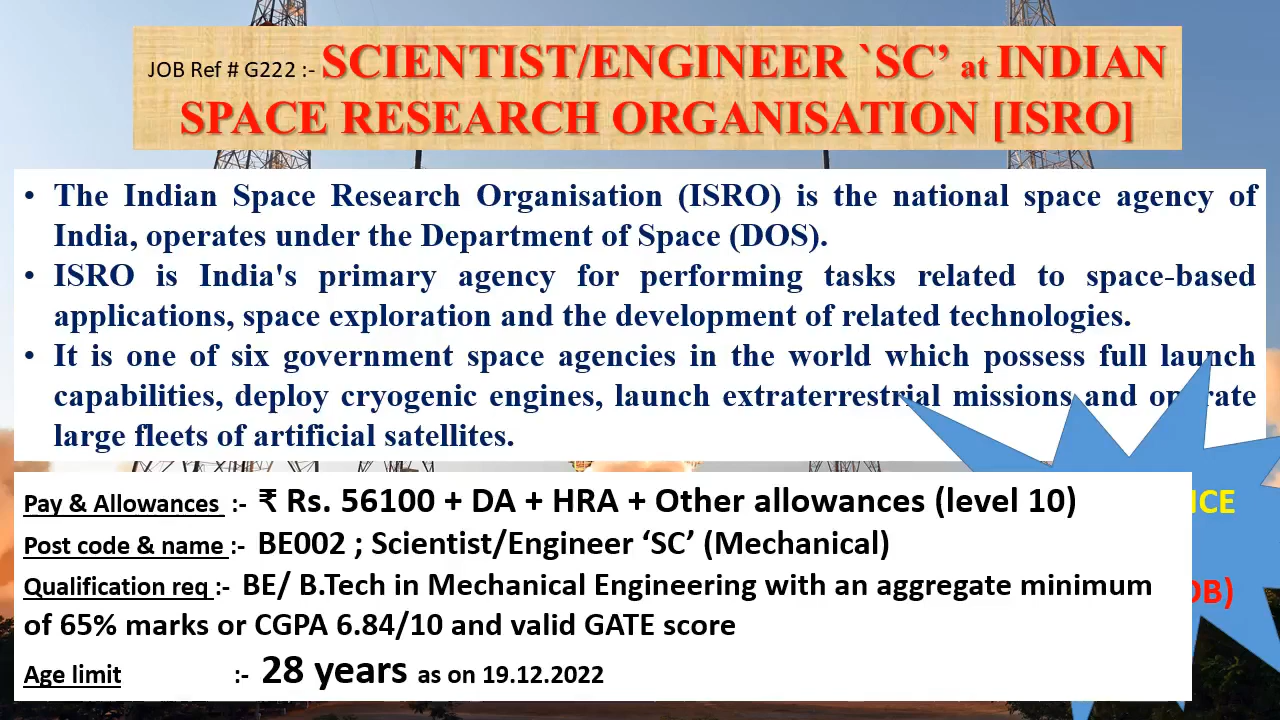 JOB Ref # G222 :- SCIENTIST/ENGINEER `SC’ at INDIAN
SPACE RESEARCH ORGANISATION [ISRO]
• The Indian Space Research Organisation (ISRO) is the national space agency of
India, operates under the Department of Space (DOS).
• ISRO is India's primary agency for performing tasks related to space-based
applications, space exploration and the development of related technologies.
• It is one of six government space agencies in the world which possess full launch
capabilities, deploy cryogenic engines, launch extraterrestrial missions and operate
large fleets of artificial satellites.
Pay & Allowances :- ₹ Rs. 56100 + DA + HRA + Other allowances (level 10)
Post code & name :- BE002 ; Scientist/Engineer ‘SC’ (Mechanical)
Qualification req :- BE/ B.Tech in Mechanical Engineering with an aggregate minimum
of 65% marks or CGPA 6.84/10 and valid GATE score
Age limit :- 28 years as on 19.12.2022